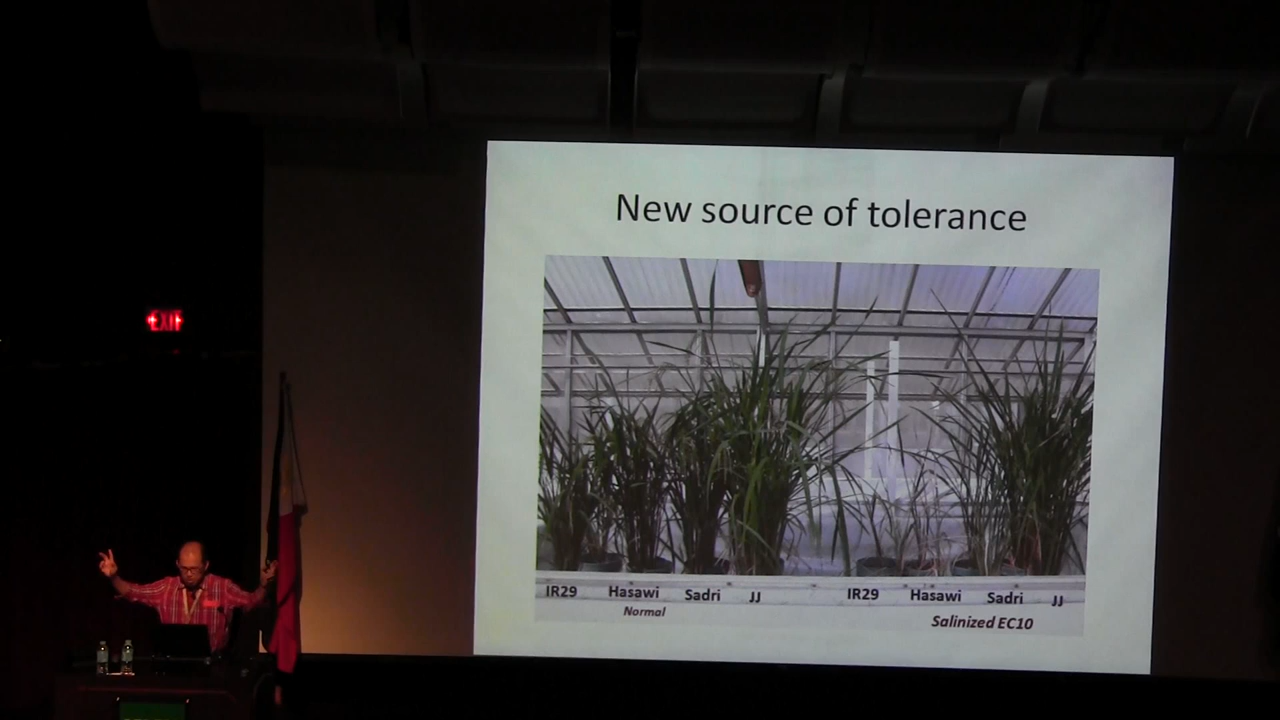 New source of tolerance
EXIT
IR29 Hasawi Sadri JJ IR29 Hasawi Sadri JJ
Normal Salinized EC10